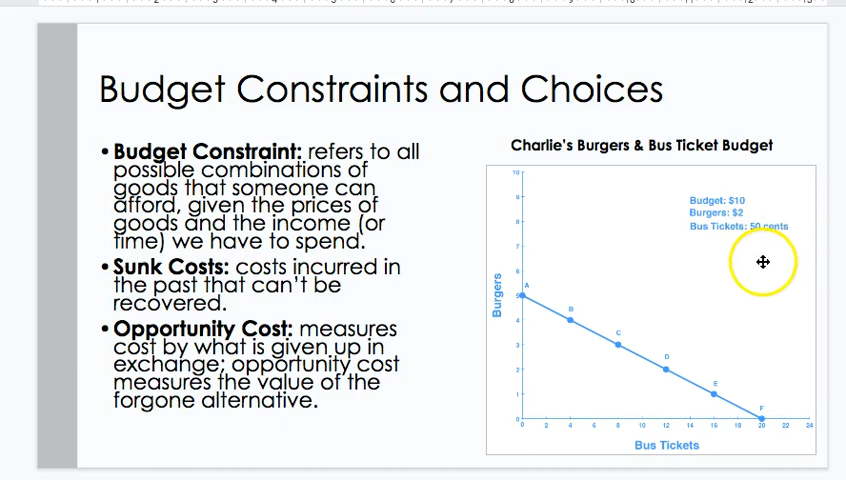 Budget Constraints and Choices
• Budget Constraint: refers to all
possible combinations of
goods that someone can
afford, given the prices of
goods and the income (or
time) we have to spend.
• Sunk Costs: costs incurred in
the past that can't be
recovered.
• Opportunity Cost: measures
cost by what is given up in
exchange; opportunity cost
measures the value of the
forgone alternative.
Charlie's Burgers & Bus Ticket Budget
Budget: $10
Burgers: $2
Bus Tickets: 50 cents
Burgers
10
9
8
7
6
5
4
3
2
1
0
A
B
C
D
E
F
0 2 4 6 8 10 12 14 16 18 20 22 24
Bus Tickets